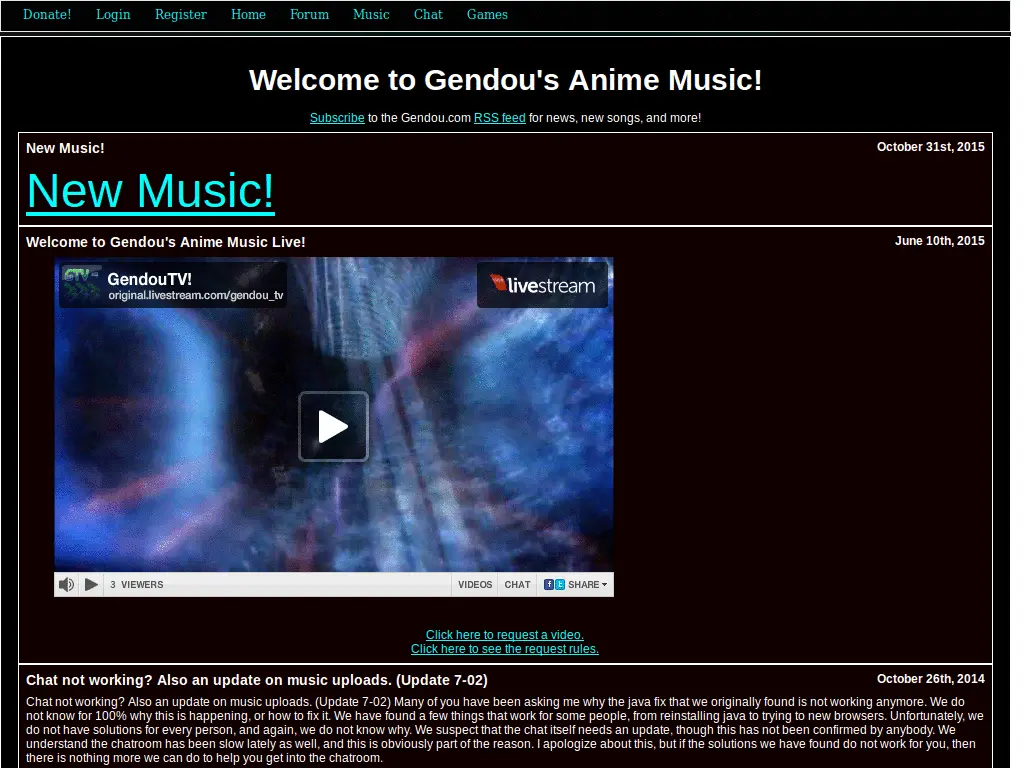 Donate! Login Register Home Forum Music Chat Games
Welcome to Gendou's Anime Music!
Subscribe to the Gendou.com RSS feed for news, new songs, and more!
New Music! October 31st, 2015
New Music!
Welcome to Gendou's Anime Music Live! June 10th, 2015
GTV
GendouTV!
original.livestream.com/gendou_tv
livestream
3 VIEWERS VIDEOS CHAT f t SHARE
Click here to request a video.
Click here to see the request rules.
Chat not working? Also an update on music uploads. (Update 7-02) October 26th, 2014
Chat not working? Also an update on music uploads. (Update 7-02) Many of you have been asking me why the java fix that we originally found is not working anymore. We do
not know for 100% why this is happening, or how to fix it. We have found a few things that work for some people, from reinstalling java to trying to new browsers. Unfortunately, we
do not have solutions for every person, and again, we do not know why. We suspect that the chat itself needs an update, though this has not been confirmed by anybody. We
understand the chatroom has been slow lately as well, and this is obviously part of the reason. I apologize about this, but if the solutions we have found do not work for you, then
there is nothing more we can do to help you get into the chatroom.